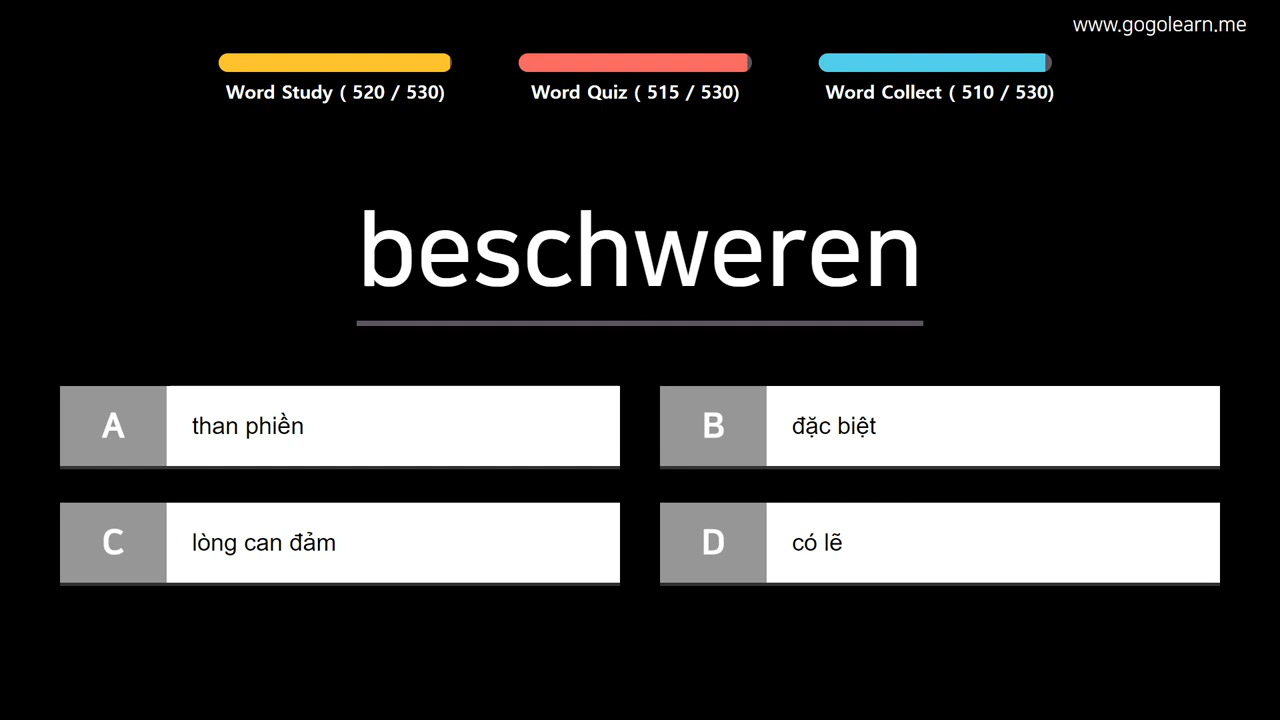 www.gogolearn.me
Word Study ( 520 / 530)
Word Quiz ( 515 / 530)
Word Collect ( 510 / 530)
beschweren
A than phiền
B đặc biệt
C lòng can đảm
D có lẽ